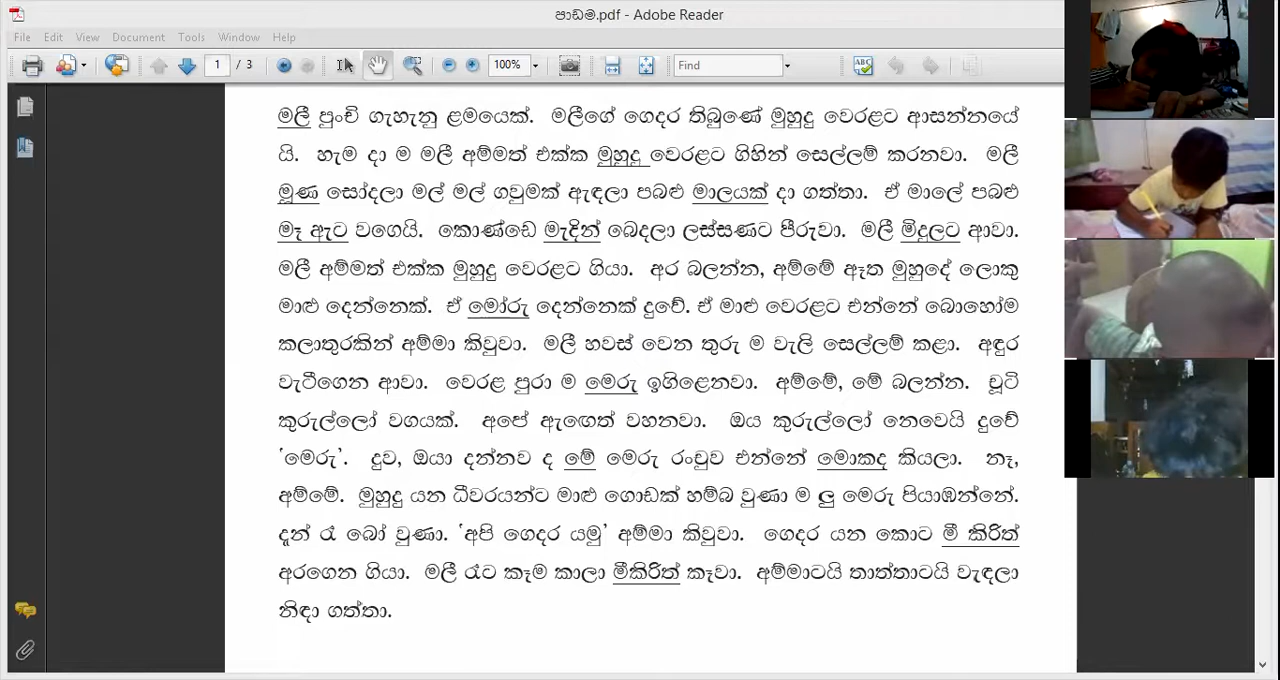 පාඩම.pdf - Adobe Reader
File Edit View Document Tools Window Help
1 / 3 100% Find
මලී පුංචි ගැහැනු ළමයෙක්. මලීගේ ගෙදර තිබුණේ මුහුදු වෙරළට ආසන්නයේ
යි. හැම දා ම මලී අම්මත් එක්ක මුහුදු වෙරළට ගිහින් සෙල්ලම් කරනවා. මලී
මූණ සෝදලා මල් මල් ගවුමක් ඇඳලා පබළු මාලයක් දා ගත්තා. ඒ මාලේ පබළු
මෑ ඇට වගෙයි. කොණ්ඩෙ මැදින් බෙදලා ලස්සණට පීරුවා. මලී මිදුලට ආවා.
මලී අම්මත් එක්ක මුහුදු වෙරළට ගියා. අර බලන්න, අම්මේ ඈත මුහුදේ ලොකු
මාළු දෙන්නෙක්. ඒ මෝරු දෙන්නෙක් දුවේ. ඒ මාළු වෙරළට එන්නේ බොහෝම
කලාතුරකින් අම්මා කිවුවා. මලී හවස් වෙන තුරු ම වැලි සෙල්ලම් කළා. අඳුර
වැටීගෙන ආවා. වෙරළ පුරා ම මෙරු ඉගිළෙනවා. අම්මේ, මේ බලන්න. චූටි
කුරුල්ලෝ වගයක්. අපේ ඇඟෙත් වහනවා. ඔය කුරුල්ලෝ නෙවෙයි දුවේ
‘මෙරු’. දුව, ඔයා දන්නව ද මේ මෙරු රංචුව එන්නේ මොකද කියලා. නෑ,
අම්මේ. මුහුදු යන ධීවරයන්ට මාළු ගොඩක් හම්බ වුණා ම ලු මෙරු පියාඹන්නේ.
දැන් රෑ බෝ වුණා. ‘අපි ගෙදර යමු’ අම්මා කිවුවා. ගෙදර යන කොට මී කිරිත්
අරගෙන ගියා. මලී රෑට කෑම කාලා මීකිරිත් කෑවා. අම්මාටයි තාත්තාටයි වැඳලා
නිඳා ගත්තා.